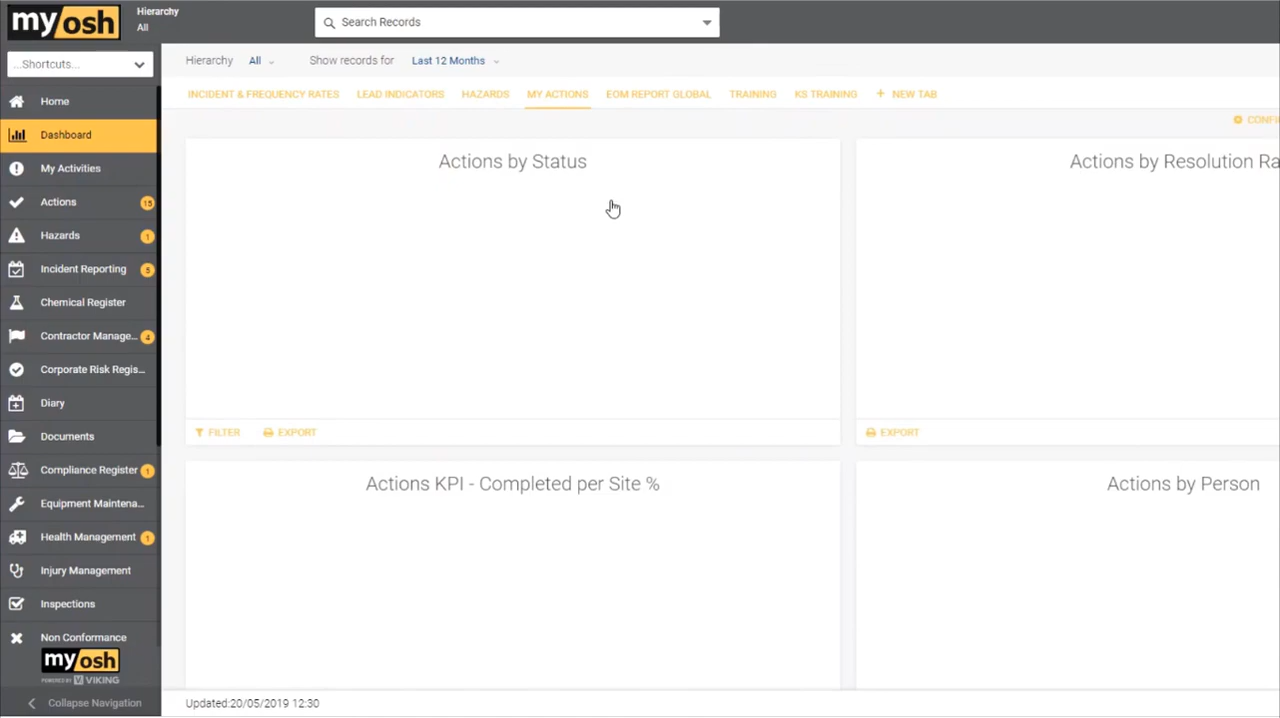 myosh
Hierarchy
All
Search Records
...Shortcuts...
Home
Dashboard
My Activities
Actions 15
Hazards 1
Incident Reporting 5
Chemical Register
Contractor Manage... 4
Corporate Risk Regis...
Diary
Documents
Compliance Register 1
Equipment Maintena...
Health Management 1
Injury Management
Inspections
Non Conformance
myosh
POWERED BY VIKING
Collapse Navigation
Hierarchy All Show records for Last 12 Months
INCIDENT & FREQUENCY RATES LEAD INDICATORS HAZARDS MY ACTIONS EOM REPORT GLOBAL TRAINING KS TRAINING + NEW TAB
CONFI
Actions by Status
FILTER EXPORT
Actions by Resolution Ra
EXPORT
Actions KPI - Completed per Site %
Actions by Person
Updated:20/05/2019 12:30